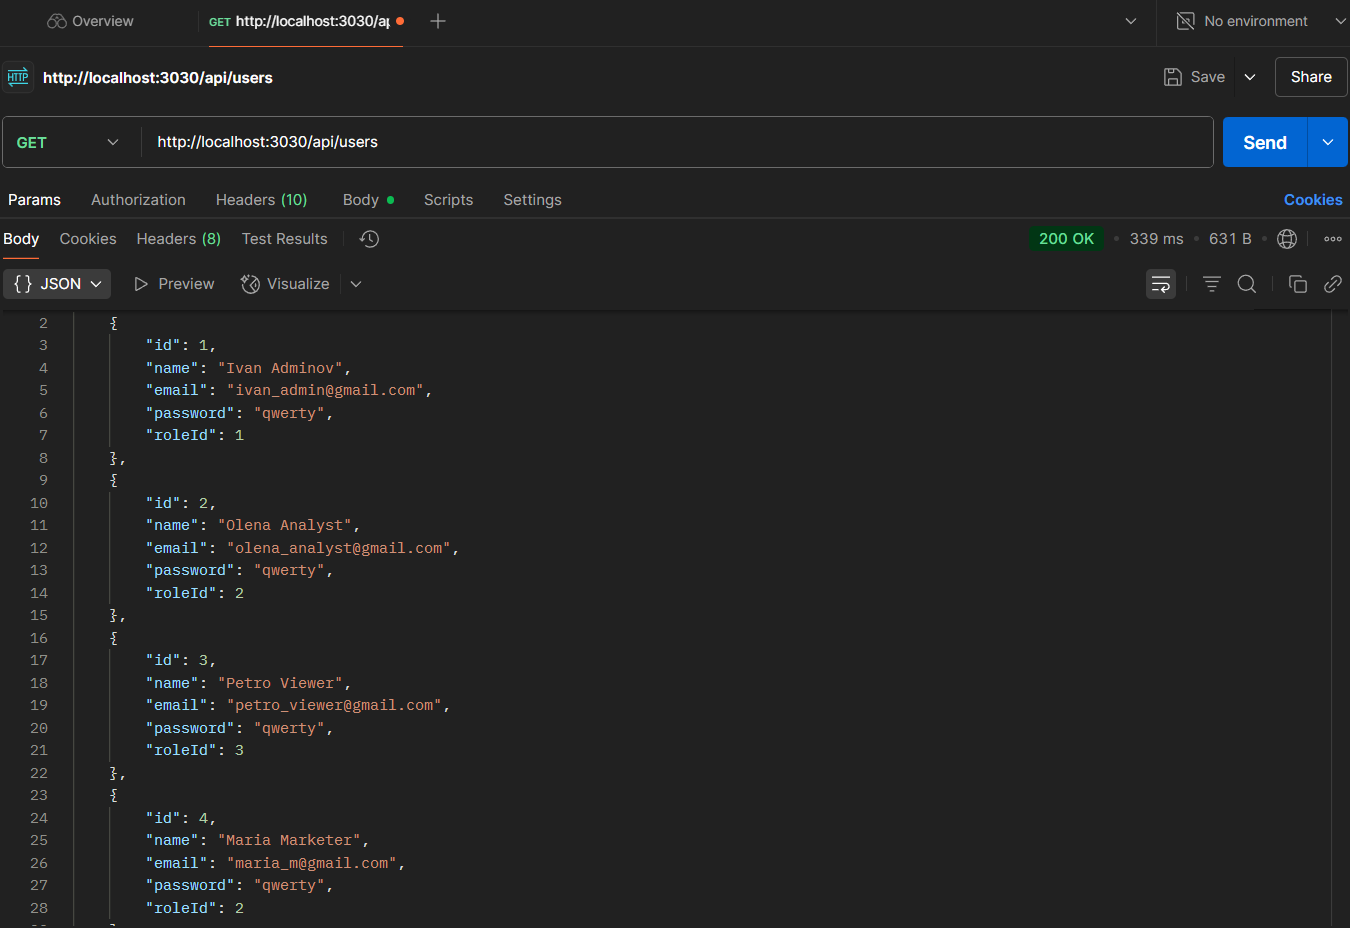 Overview
GET http://localhost:3030/ap
No environment
HTTP http://localhost:3030/api/users
Save
Share
GET http://localhost:3030/api/users
Send
Params Authorization Headers (10) Body Scripts Settings Cookies
Body Cookies Headers (8) Test Results 200 OK 339 ms 631 B
{} JSON Preview Visualize
2 {
3 "id": 1,
4 "name": "Ivan Adminov",
5 "email": "ivan_admin@gmail.com",
6 "password": "qwerty",
7 "roleId": 1
8 },
9 {
10 "id": 2,
11 "name": "Olena Analyst",
12 "email": "olena_analyst@gmail.com",
13 "password": "qwerty",
14 "roleId": 2
15 },
16 {
17 "id": 3,
18 "name": "Petro Viewer",
19 "email": "petro_viewer@gmail.com",
20 "password": "qwerty",
21 "roleId": 3
22 },
23 {
24 "id": 4,
25 "name": "Maria Marketer",
26 "email": "maria_m@gmail.com",
27 "password": "qwerty",
28 "roleId": 2